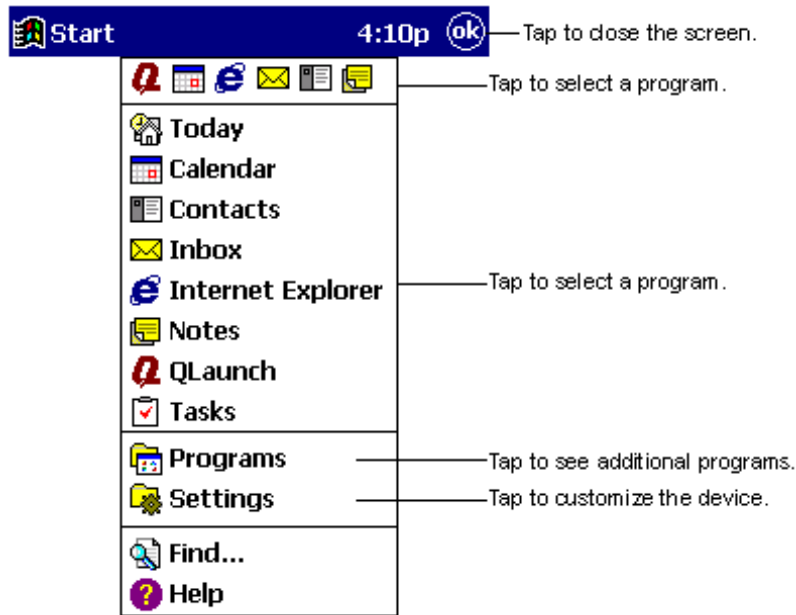 Start 4:10p ok Tap to close the screen.
Tap to select a program.
Today
Calendar
Contacts
Inbox
Internet Explorer Tap to select a program.
Notes
QLaunch
Tasks
Programs Tap to see additional programs.
Settings Tap to customize the device.
Find...
Help